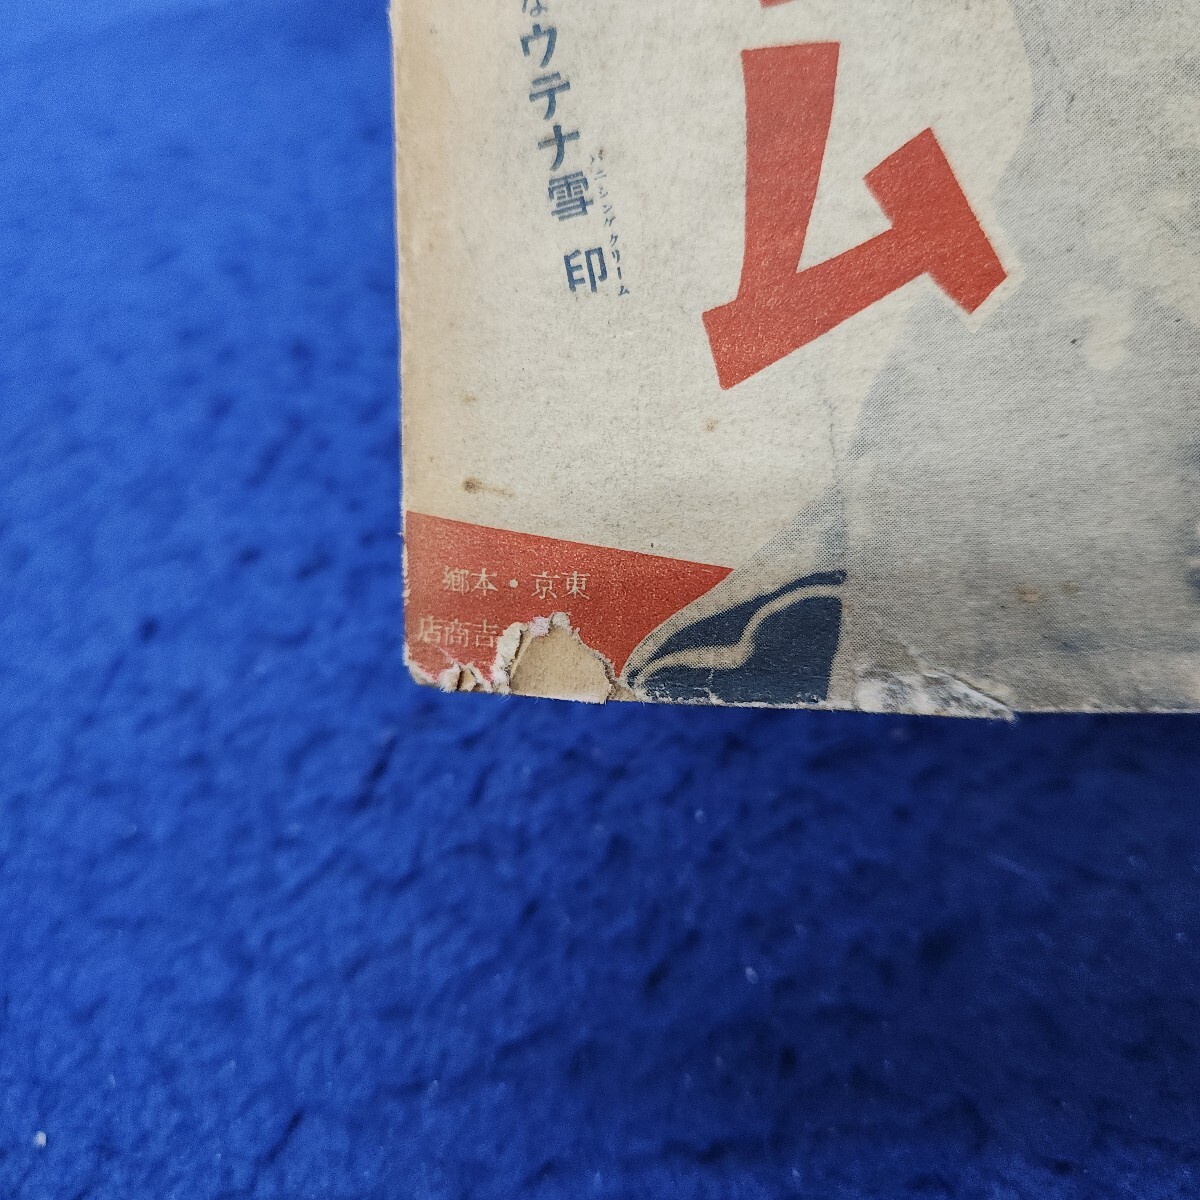 ム
なウテナ雪印
バニシングクリーム
鄕本・京東
店商吉